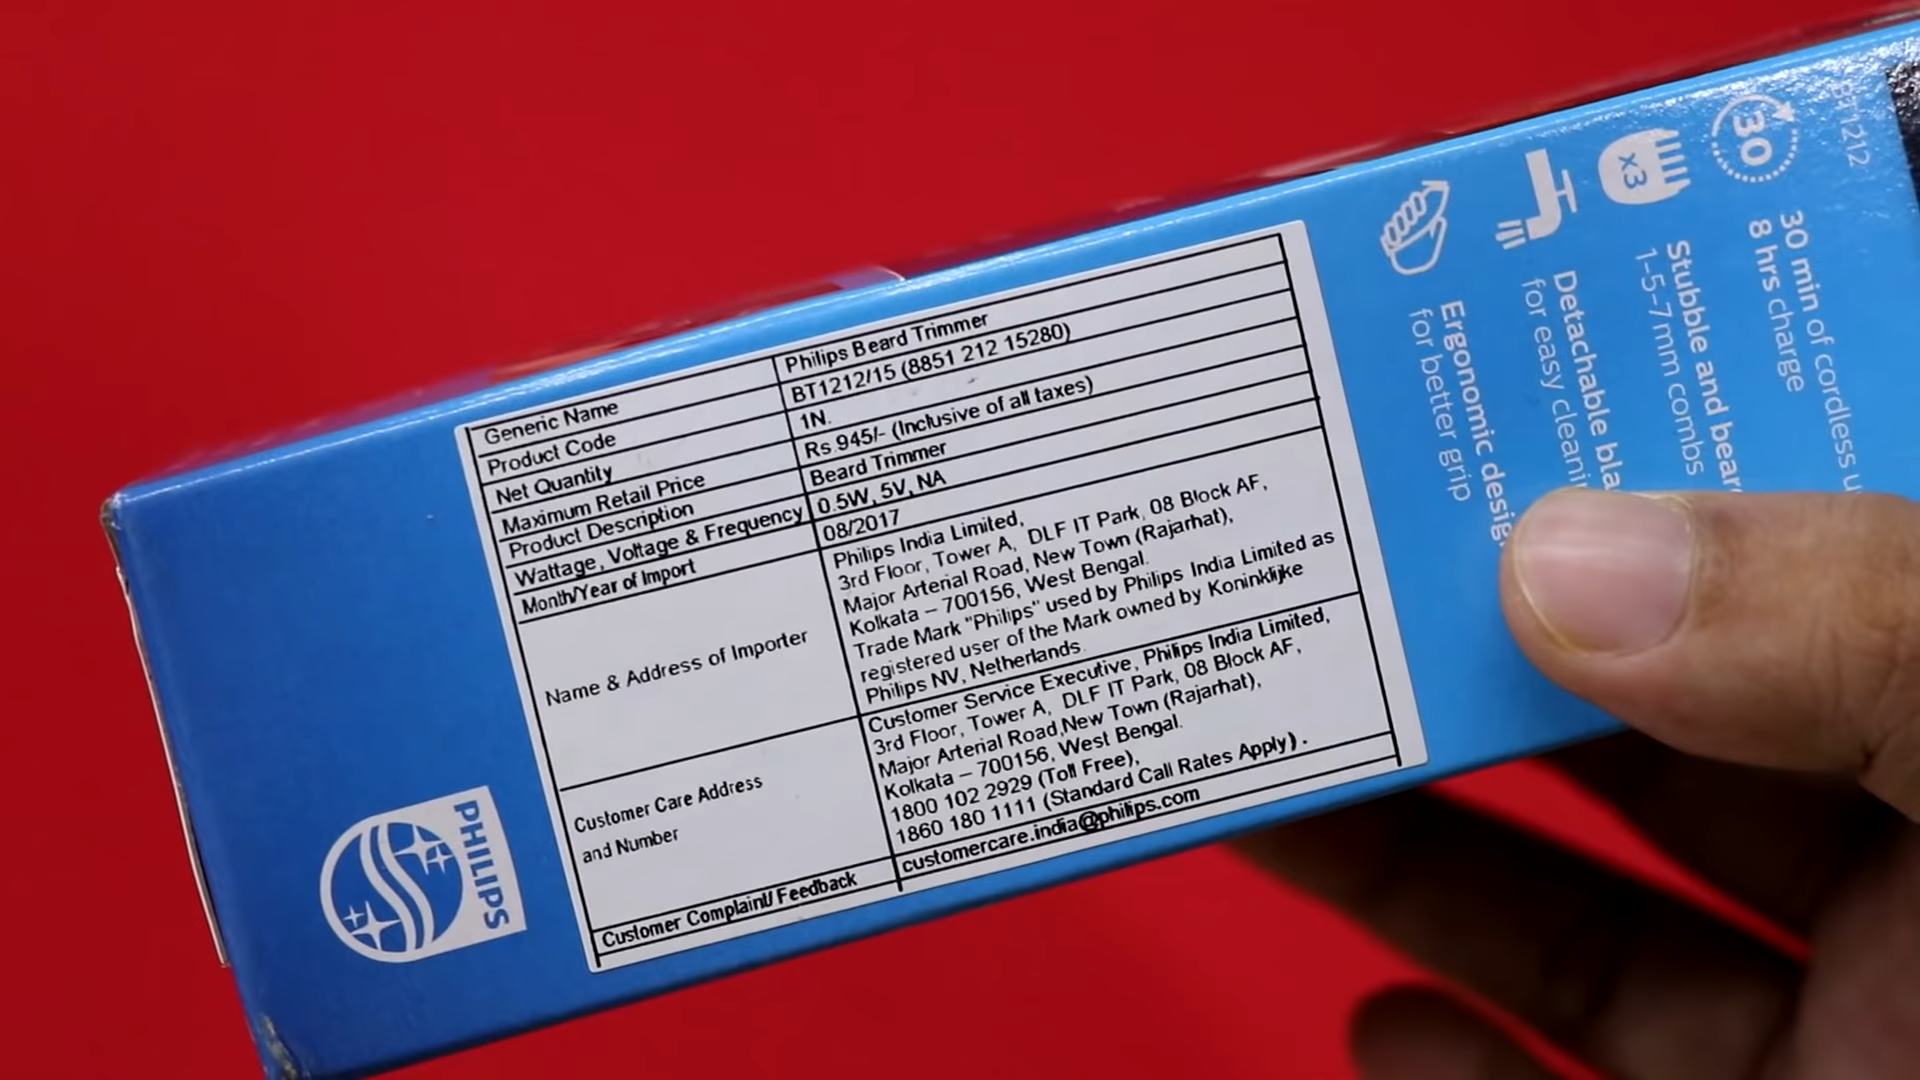 Generic Name
Philips Beard Trimmer
Product Code
BT1212/15 (8851 212 15280)
Net Quantity
1N.
Maximum Retail Price
Rs.945/- (Inclusive of all taxes)
Product Description
Beard Trimmer
Wattage, Voltage & Frequency
0.5W, 5V, NA
Month/Year of Import
08/2017
Name & Address of Importer
Philips India Limited,
3rd Floor, Tower A, DLF IT Park, 08 Block AF,
Major Arterial Road, New Town (Rajarhat),
Kolkata – 700156, West Bengal.
Trade Mark "Philips" used by Philips India Limited as
registered user of the Mark owned by Koninklijke
Philips NV, Netherlands.
Customer Care Address
and Number
Customer Service Executive, Philips India Limited,
3rd Floor, Tower A, DLF IT Park, 08 Block AF,
Major Arterial Road,New Town (Rajarhat),
Kolkata – 700156, West Bengal.
1800 102 2929 (Toll Free),
1860 180 1111 (Standard Call Rates Apply).
Customer Complaint/ Feedback
customercare.india@philips.com
PHILIPS
BT1212
30
30 min of cordless
8 hrs charge
x3
Stubble and
1-5-7mm combs
Detachable
for easy
Ergonomic
for better grip